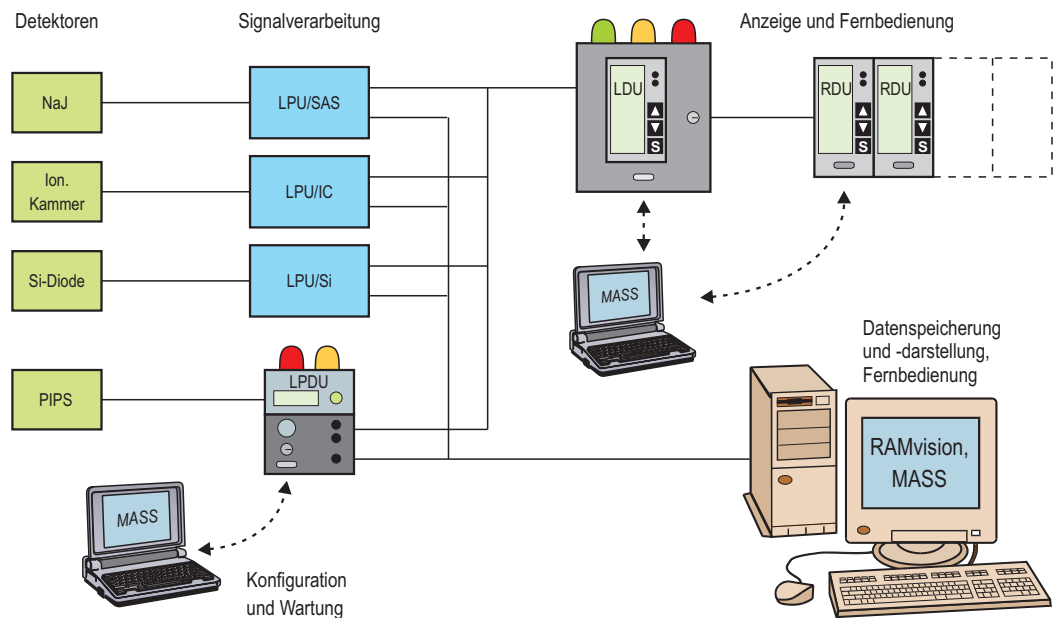 Detektoren
Signalverarbeitung
Anzeige und Fernbedienung
NaJ
LPU/SAS
LDU
S
RDU
S
RDU
S
Ion.
Kammer
LPU/IC
Si-Diode
LPU/Si
MASS
Datenspeicherung
und -darstellung,
Fernbedienung
PIPS
LPDU
RAMvision,
MASS
MASS
Konfiguration
und Wartung